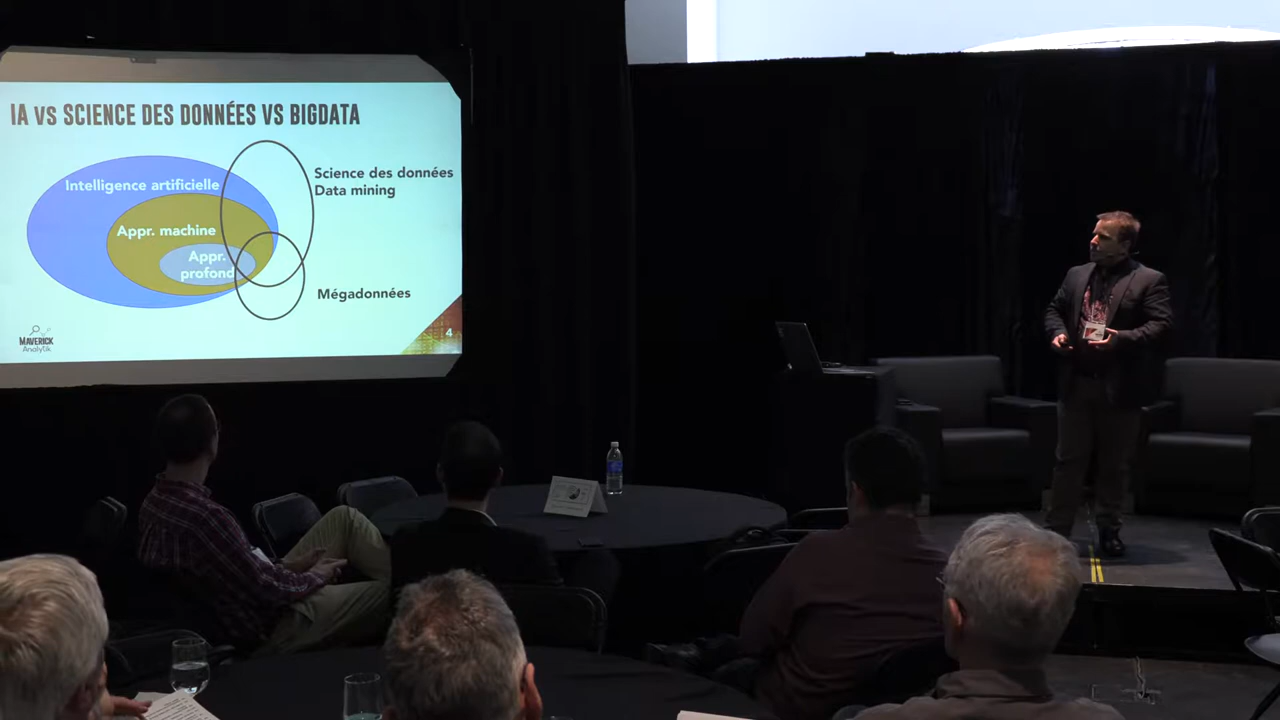 IA vs SCIENCE DES DONNÉES VS BIGDATA
Intelligence artificielle
Science des données
Data mining
Appr. machine
Appr.
profond
Mégadonnées
MAVERICK
Analytik
4